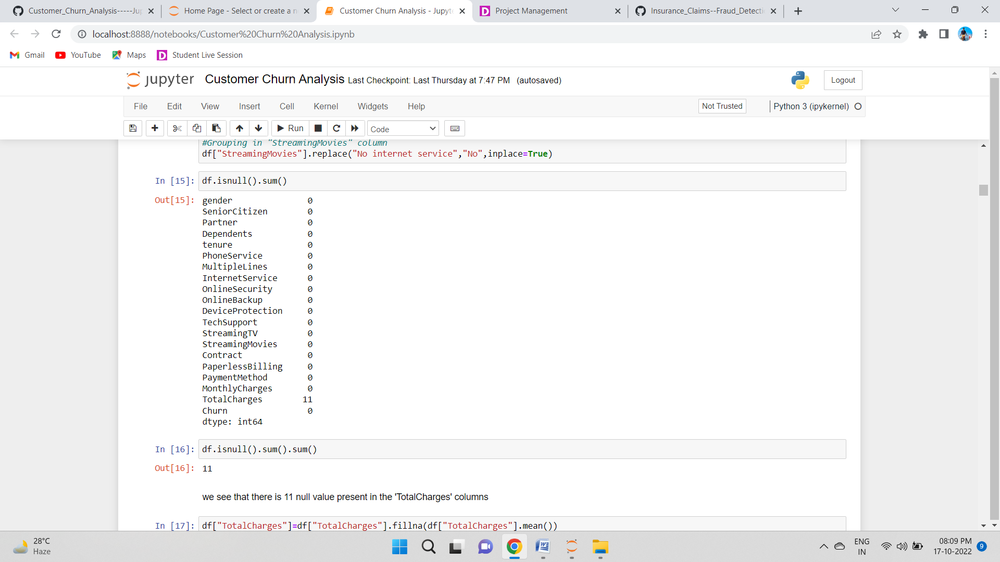 Customer_Churn_Analysis-----Ju
Home Page - Select or create a n
Customer Churn Analysis - Jupyt
Project Management
Insurance_Claims--Fraud_Detecti
localhost:8888/notebooks/Customer%20Churn%20Analysis.ipynb
Gmail YouTube Maps Student Live Session
jupyter Customer Churn Analysis Last Checkpoint: Last Thursday at 7:47 PM (autosaved)
Logout
File Edit View Insert Cell Kernel Widgets Help
Not Trusted
Python 3 (ipykernel)
Run
Code
#Grouping in "StreamingMovies" column
df["StreamingMovies"].replace("No internet service","No",inplace=True)
In [15]: df.isnull().sum()
Out[15]: gender 0
SeniorCitizen 0
Partner 0
Dependents 0
tenure 0
PhoneService 0
MultipleLines 0
InternetService 0
OnlineSecurity 0
OnlineBackup 0
DeviceProtection 0
TechSupport 0
StreamingTV 0
StreamingMovies 0
Contract 0
PaperlessBilling 0
PaymentMethod 0
MonthlyCharges 0
TotalCharges 11
Churn 0
dtype: int64
In [16]: df.isnull().sum().sum()
Out[16]: 11
we see that there is 11 null value present in the 'TotalCharges' columns
In [17]: df["TotalCharges"]=df["TotalCharges"].fillna(df["TotalCharges"].mean())
28°C
Haze
ENG
IN
08:09 PM
17-10-2022
9